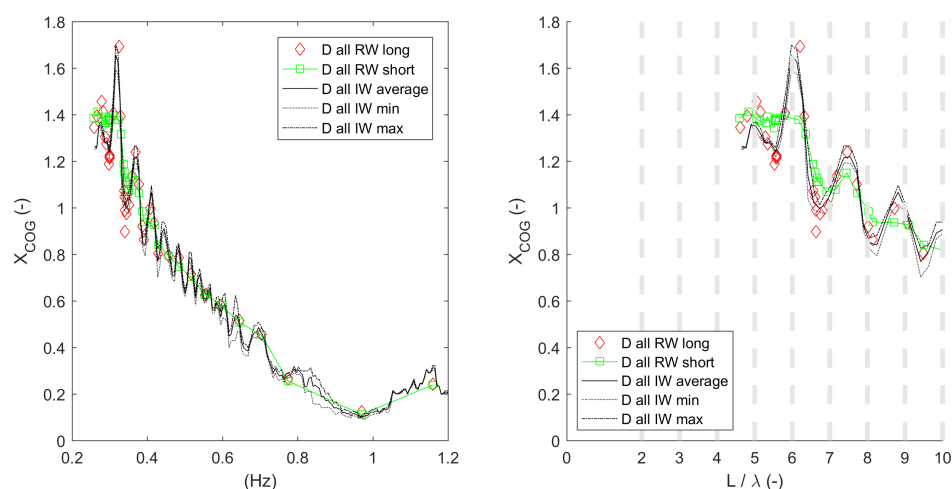 1.8
1.6
1.4
1.2
1
0.8
0.6
0.4
0.2
0
X_COG (-)
D all RW long
D all RW short
D all IW average
D all IW min
D all IW max
0.2 0.4 0.6 0.8 1 1.2
(Hz)
1.8
1.6
1.4
1.2
1
0.8
0.6
0.4
0.2
0
X_COG (-)
D all RW long
D all RW short
D all IW average
D all IW min
D all IW max
0 1 2 3 4 5 6 7 8 9 10
L / λ (-)